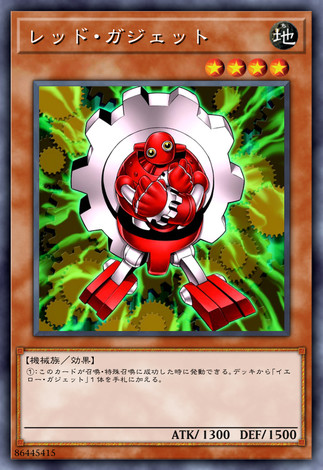 レッド・ガジェット
地
【機械族／効果】
①：このカードが召喚・特殊召喚に成功した時に発動できる。デッキから「イエ
ロー・ガジェット」１体を手札に加える。
ATK/ 1300 DEF/ 1500
86445415